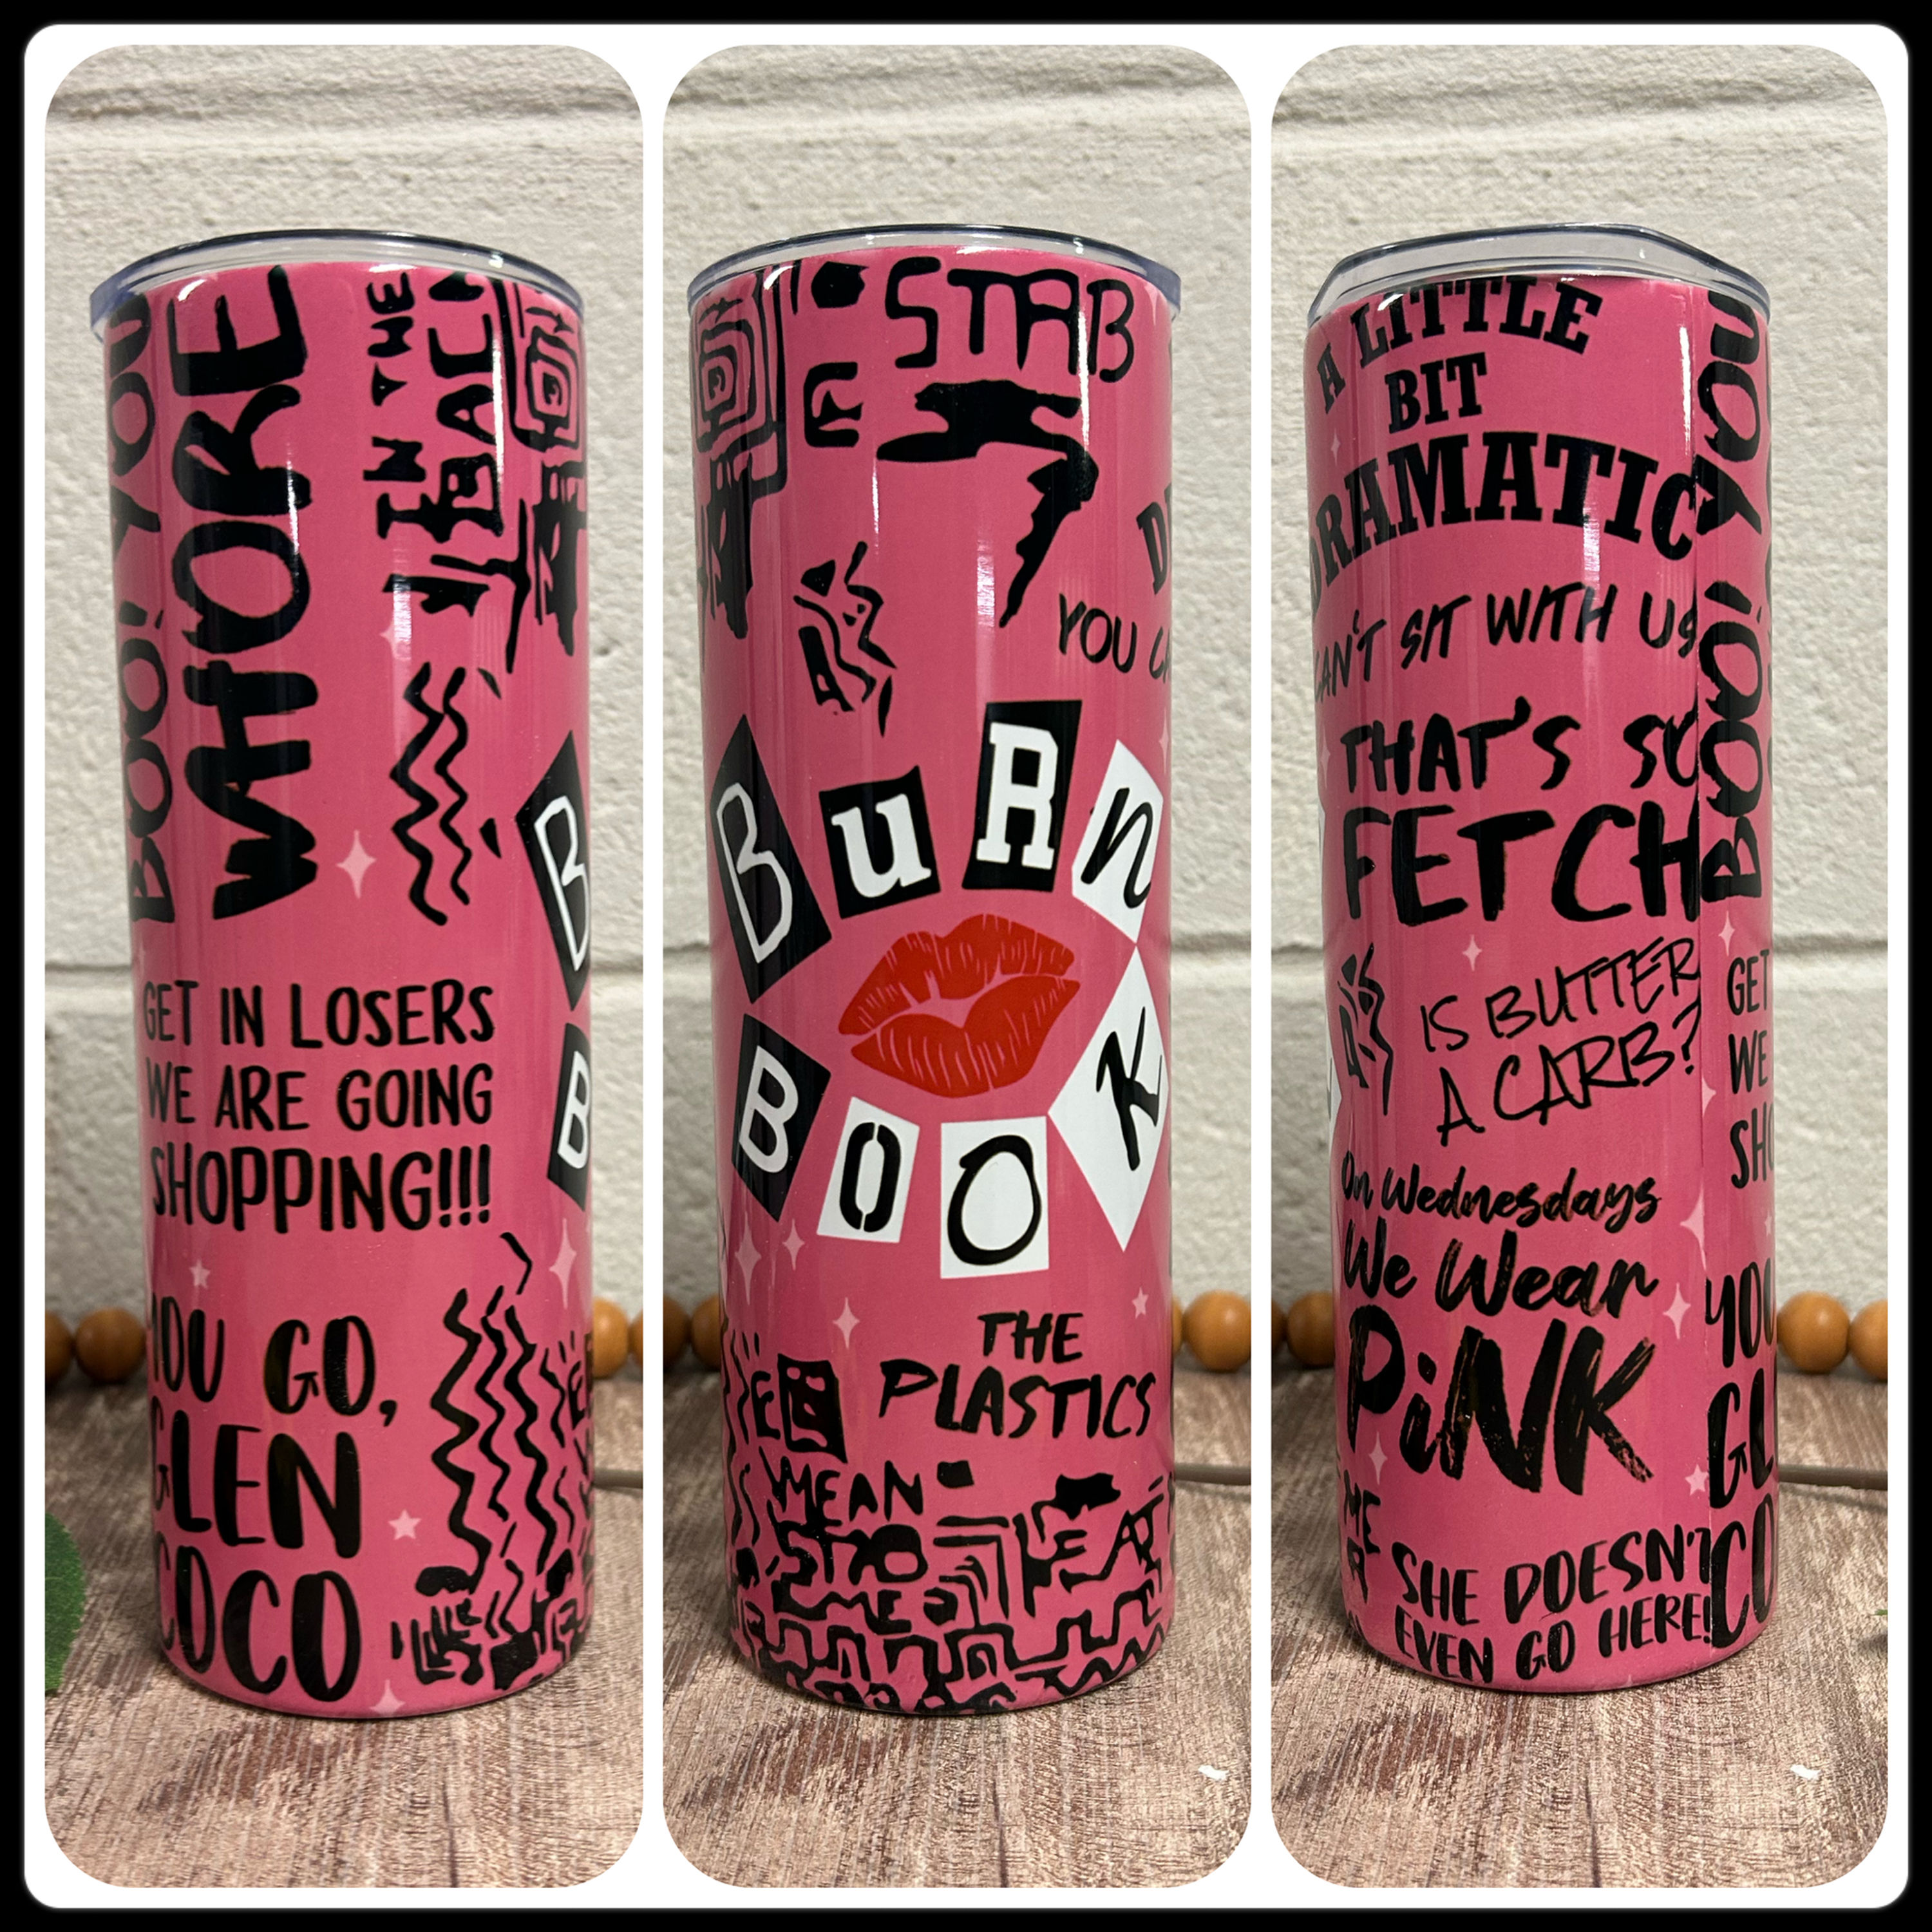 BOO! YOU
WHORE
IN THE
BAC
GET IN LOSERS
WE ARE GOING
SHOPPING!!!
YOU GO,
GLEN
COCO
B
B
STAB
YOU CA
BuRn
BOOK
THE
PLASTICS
MEAN
EAT
A LITTLE
BIT
DRAMATIC
CAN'T SIT WITH US
THAT'S SO
FETCH
IS BUTTER
A CARB?
On Wednesdays
We Wear
PiNK
SHE DOESN'T
EVEN GO HERE!
BOO! YOU
GET
WE
SHO
YOU
GL
CO